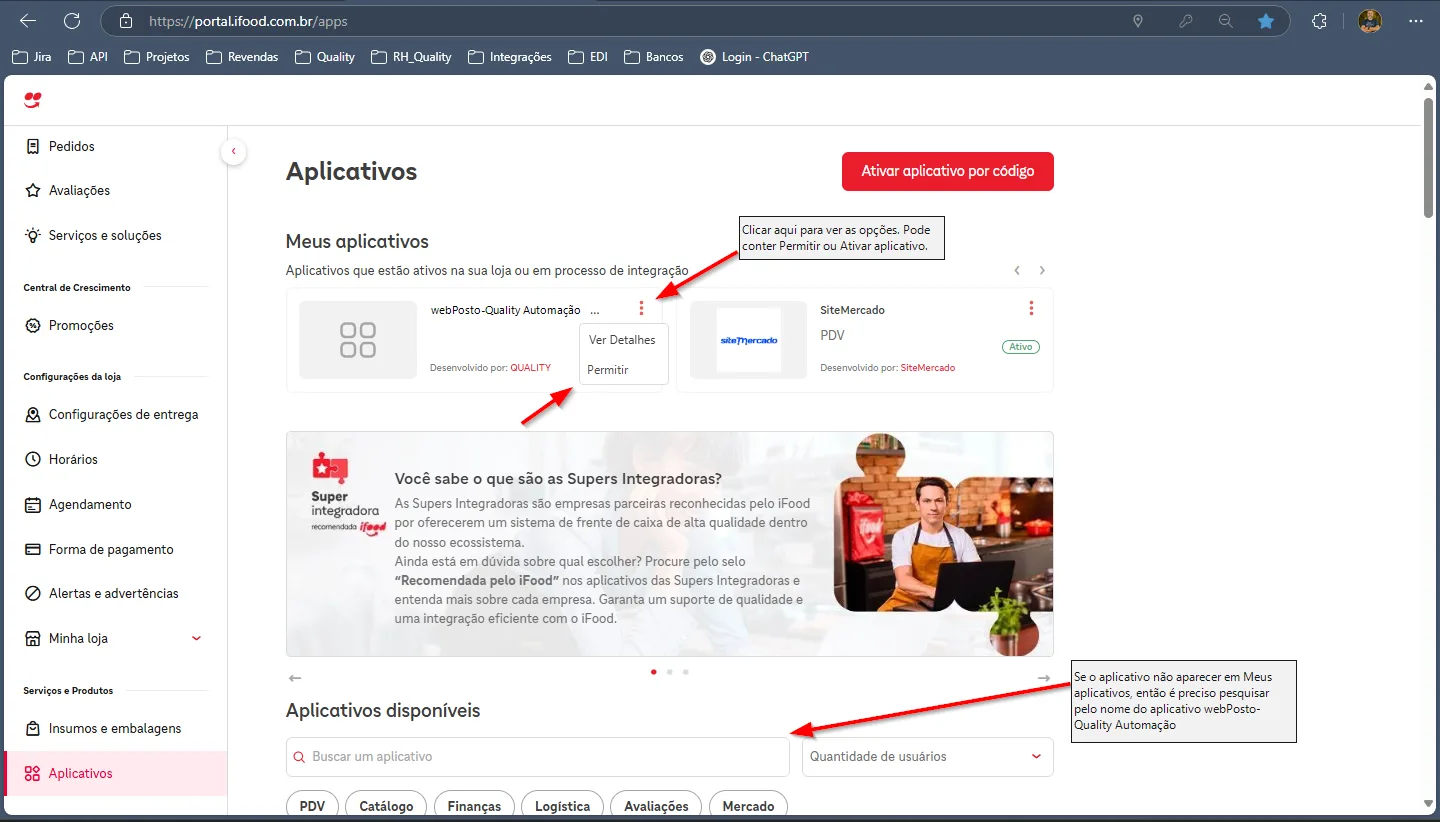 https://portal.ifood.com.br/apps
Jira
API
Projetos
Revendas
Quality
RH_Quality
Integrações
EDI
Bancos
Login - ChatGPT
Pedidos
Avaliações
Serviços e soluções
Central de Crescimento
Promoções
Configurações da loja
Configurações de entrega
Horários
Agendamento
Forma de pagamento
Alertas e advertências
Minha loja
Serviços e Produtos
Insumos e embalagens
Aplicativos
Aplicativos
Ativar aplicativo por código
Clicar aqui para ver as opções. Pode
conter Permitir ou Ativar aplicativo.
Meus aplicativos
Aplicativos que estão ativos na sua loja ou em processo de integração
webPosto-Quality Automação ...
Ver Detalhes
Permitir
Desenvolvido por: QUALITY
siteMercado
SiteMercado
PDV
Ativo
Desenvolvido por: SiteMercado
Super
integradora
recomendada ifood
Você sabe o que são as Supers Integradoras?
As Supers Integradoras são empresas parceiras reconhecidas pelo iFood
por oferecerem um sistema de frente de caixa de alta qualidade dentro
do nosso ecossistema.
Ainda está em dúvida sobre qual escolher? Procure pelo selo
“Recomendada pelo iFood” nos aplicativos das Supers Integradoras e
entenda mais sobre cada empresa. Garanta um suporte de qualidade e
uma integração eficiente com o iFood.
Se o aplicativo não aparecer em Meus
aplicativos, então é preciso pesquisar
pelo nome do aplicativo webPosto-
Quality Automação
Aplicativos disponíveis
Buscar um aplicativo
Quantidade de usuários
PDV
Catálogo
Finanças
Logística
Avaliações
Mercado